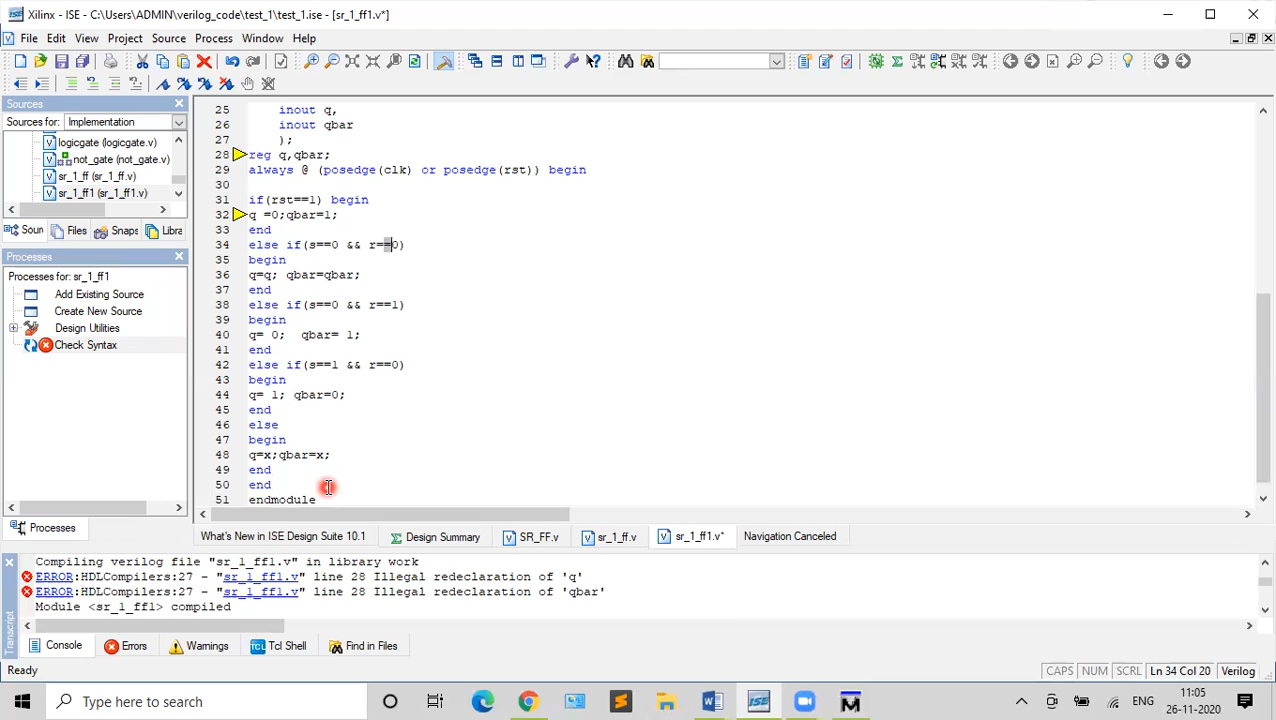 Xilinx - ISE - C:\Users\ADMIN\verilog_code\test_1\test_1.ise - [sr_1_ff1.v*]
File Edit View Project Source Process Window Help
Sources
Sources for: Implementation
logicgate (logicgate.v)
not_gate (not_gate.v)
sr_1_ff (sr_1_ff.v)
sr_1_ff1 (sr_1_ff1.v)
Soun Files Snaps Libra
Processes
Processes for: sr_1_ff1
Add Existing Source
Create New Source
Design Utilities
Check Syntax
Processes
25 inout q,
26 inout qbar
27 );
28 reg q,qbar;
29 always @ (posedge(clk) or posedge(rst)) begin
30
31 if(rst==1) begin
32 q =0;qbar=1;
33 end
34 else if(s==0 && r==0)
35 begin
36 q=q; qbar=qbar;
37 end
38 else if(s==0 && r==1)
39 begin
40 q= 0; qbar= 1;
41 end
42 else if(s==1 && r==0)
43 begin
44 q= 1; qbar=0;
45 end
46 else
47 begin
48 q=x;qbar=x;
49 end
50 end
51 endmodule
What's New in ISE Design Suite 10.1 Design Summary SR_FF.v sr_1_ff.v sr_1_ff1.v* Navigation Canceled
Transcript
Compiling verilog file "sr_1_ff1.v" in library work
ERROR:HDLCompilers:27 - "sr_1_ff1.v" line 28 Illegal redeclaration of 'q'
ERROR:HDLCompilers:27 - "sr_1_ff1.v" line 28 Illegal redeclaration of 'qbar'
Module <sr_1_ff1> compiled
Console Errors Warnings Tcl Shell Find in Files
Ready CAPS NUM SCRL Ln 34 Col 20 Verilog
Type here to search
ENG
11:05
26-11-2020